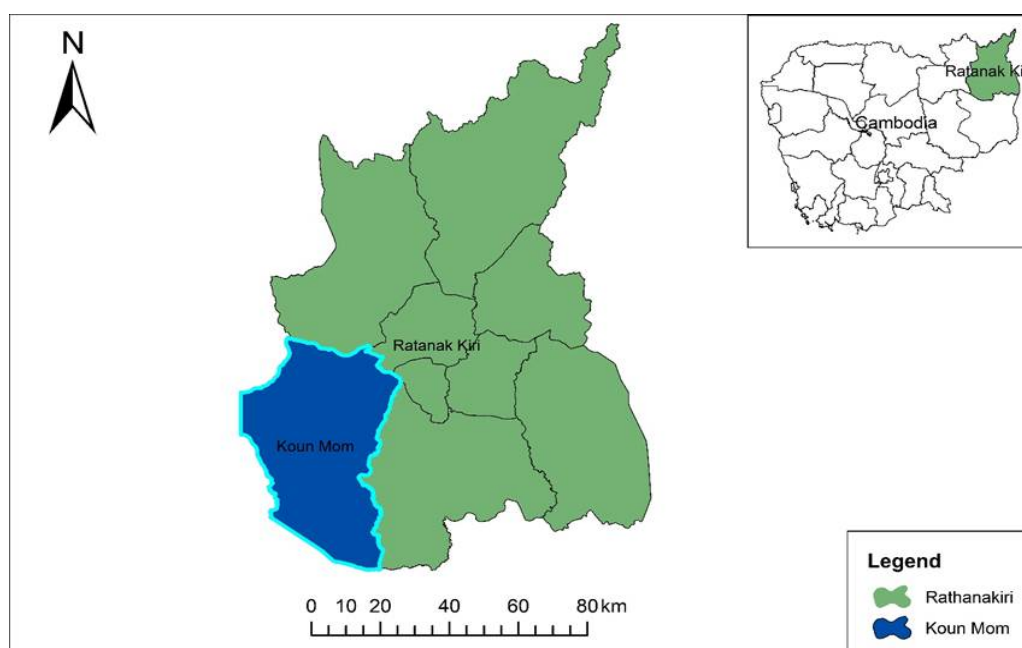 N
Ratanak Ki
Cambodia
Ratanak Kiri
Koun Mom
0 10 20 40 60 80 km
Legend
Rathanakiri
Koun Mom